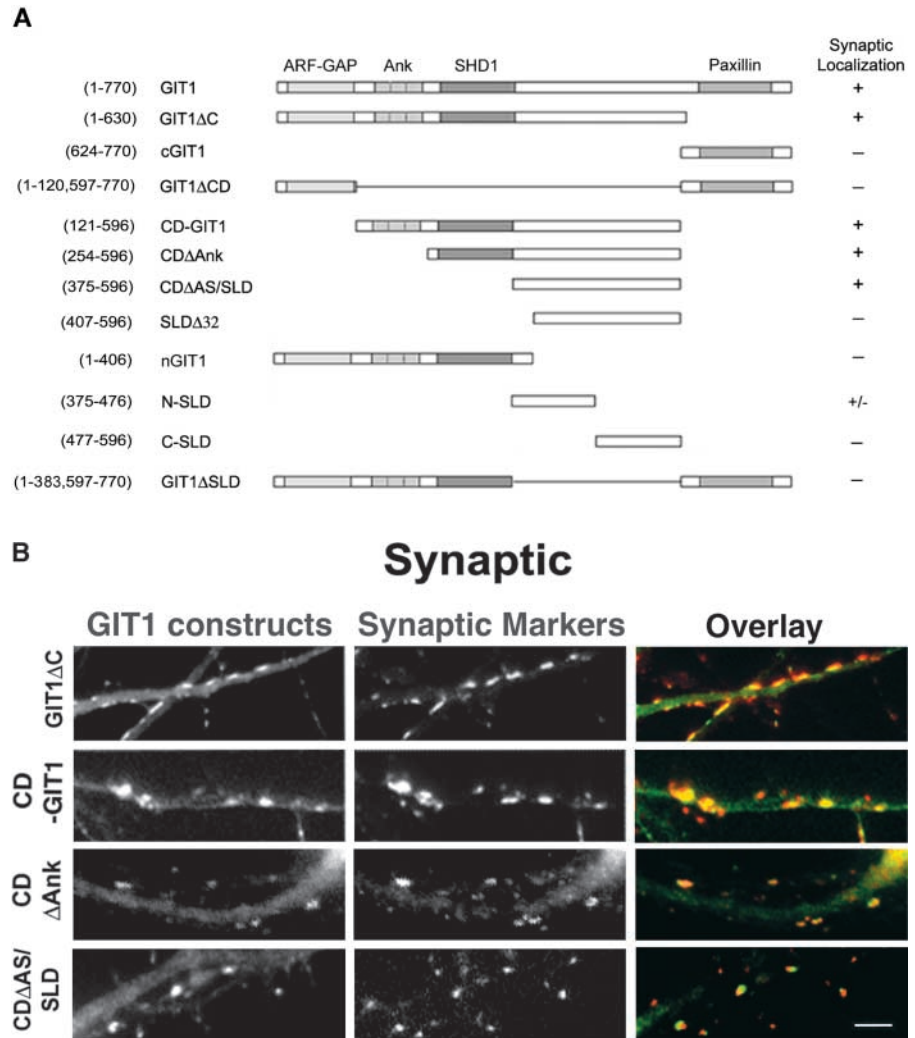 A
ARF-GAP Ank SHD1 Paxillin Synaptic Localization
(1-770) GIT1 +
(1-630) GIT1ΔC +
(624-770) cGIT1 –
(1-120,597-770) GIT1ΔCD –
(121-596) CD-GIT1 +
(254-596) CDΔAnk +
(375-596) CDΔAS/SLD +
(407-596) SLDΔ32 –
(1-406) nGIT1 –
(375-476) N-SLD +/-
(477-596) C-SLD –
(1-383,597-770) GIT1ΔSLD –
B
Synaptic
GIT1 constructs Synaptic Markers Overlay
GIT1ΔC
CD
-GIT1
CD
ΔAnk
CDΔAS/
SLD